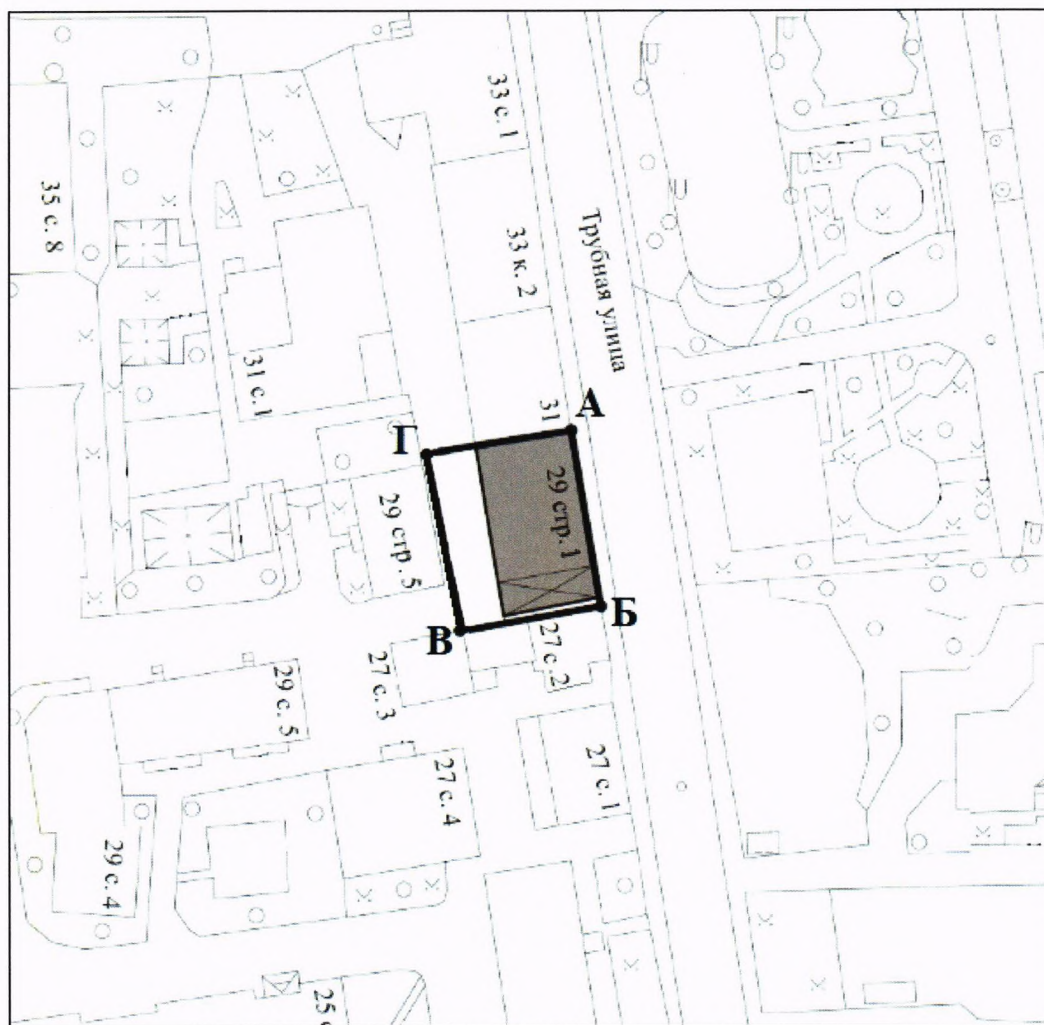 33 с. 1
35 с. 8
33 к. 2
Трубная улица
31 с. 1
31
А
Г
29 стр. 1
29 стр. 5
Б
В
27 с. 2
27 с. 3
29 с. 5
27 с. 1
27 с. 4
29 с. 4
25 с